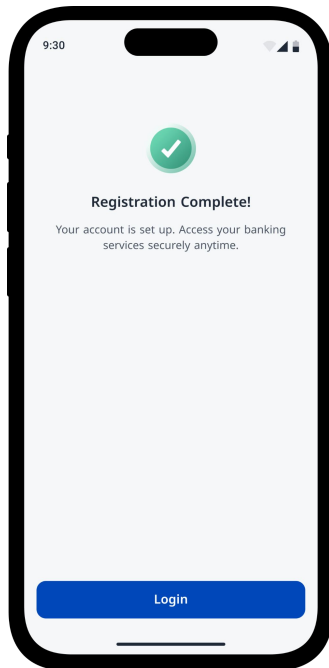 9:30
Registration Complete!
Your account is set up. Access your banking
services securely anytime.
Login